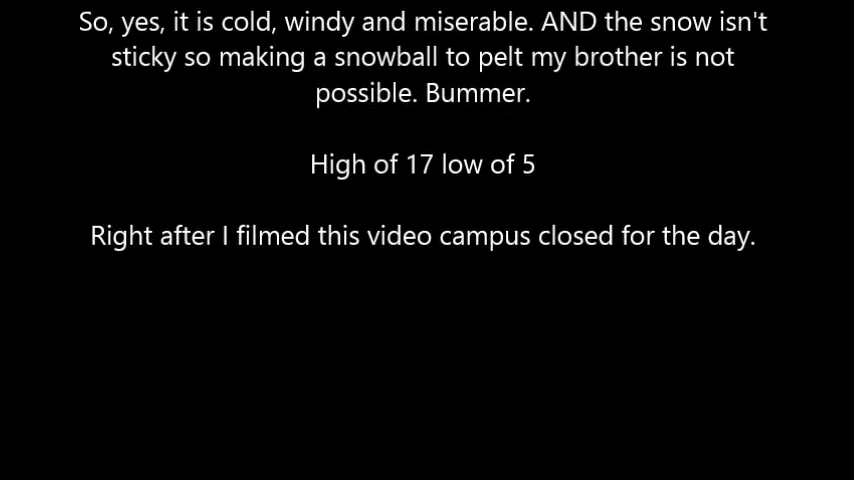 So, yes, it is cold, windy and miserable. AND the snow isn't
sticky so making a snowball to pelt my brother is not
possible. Bummer.
High of 17 low of 5
Right after I filmed this video campus closed for the day.